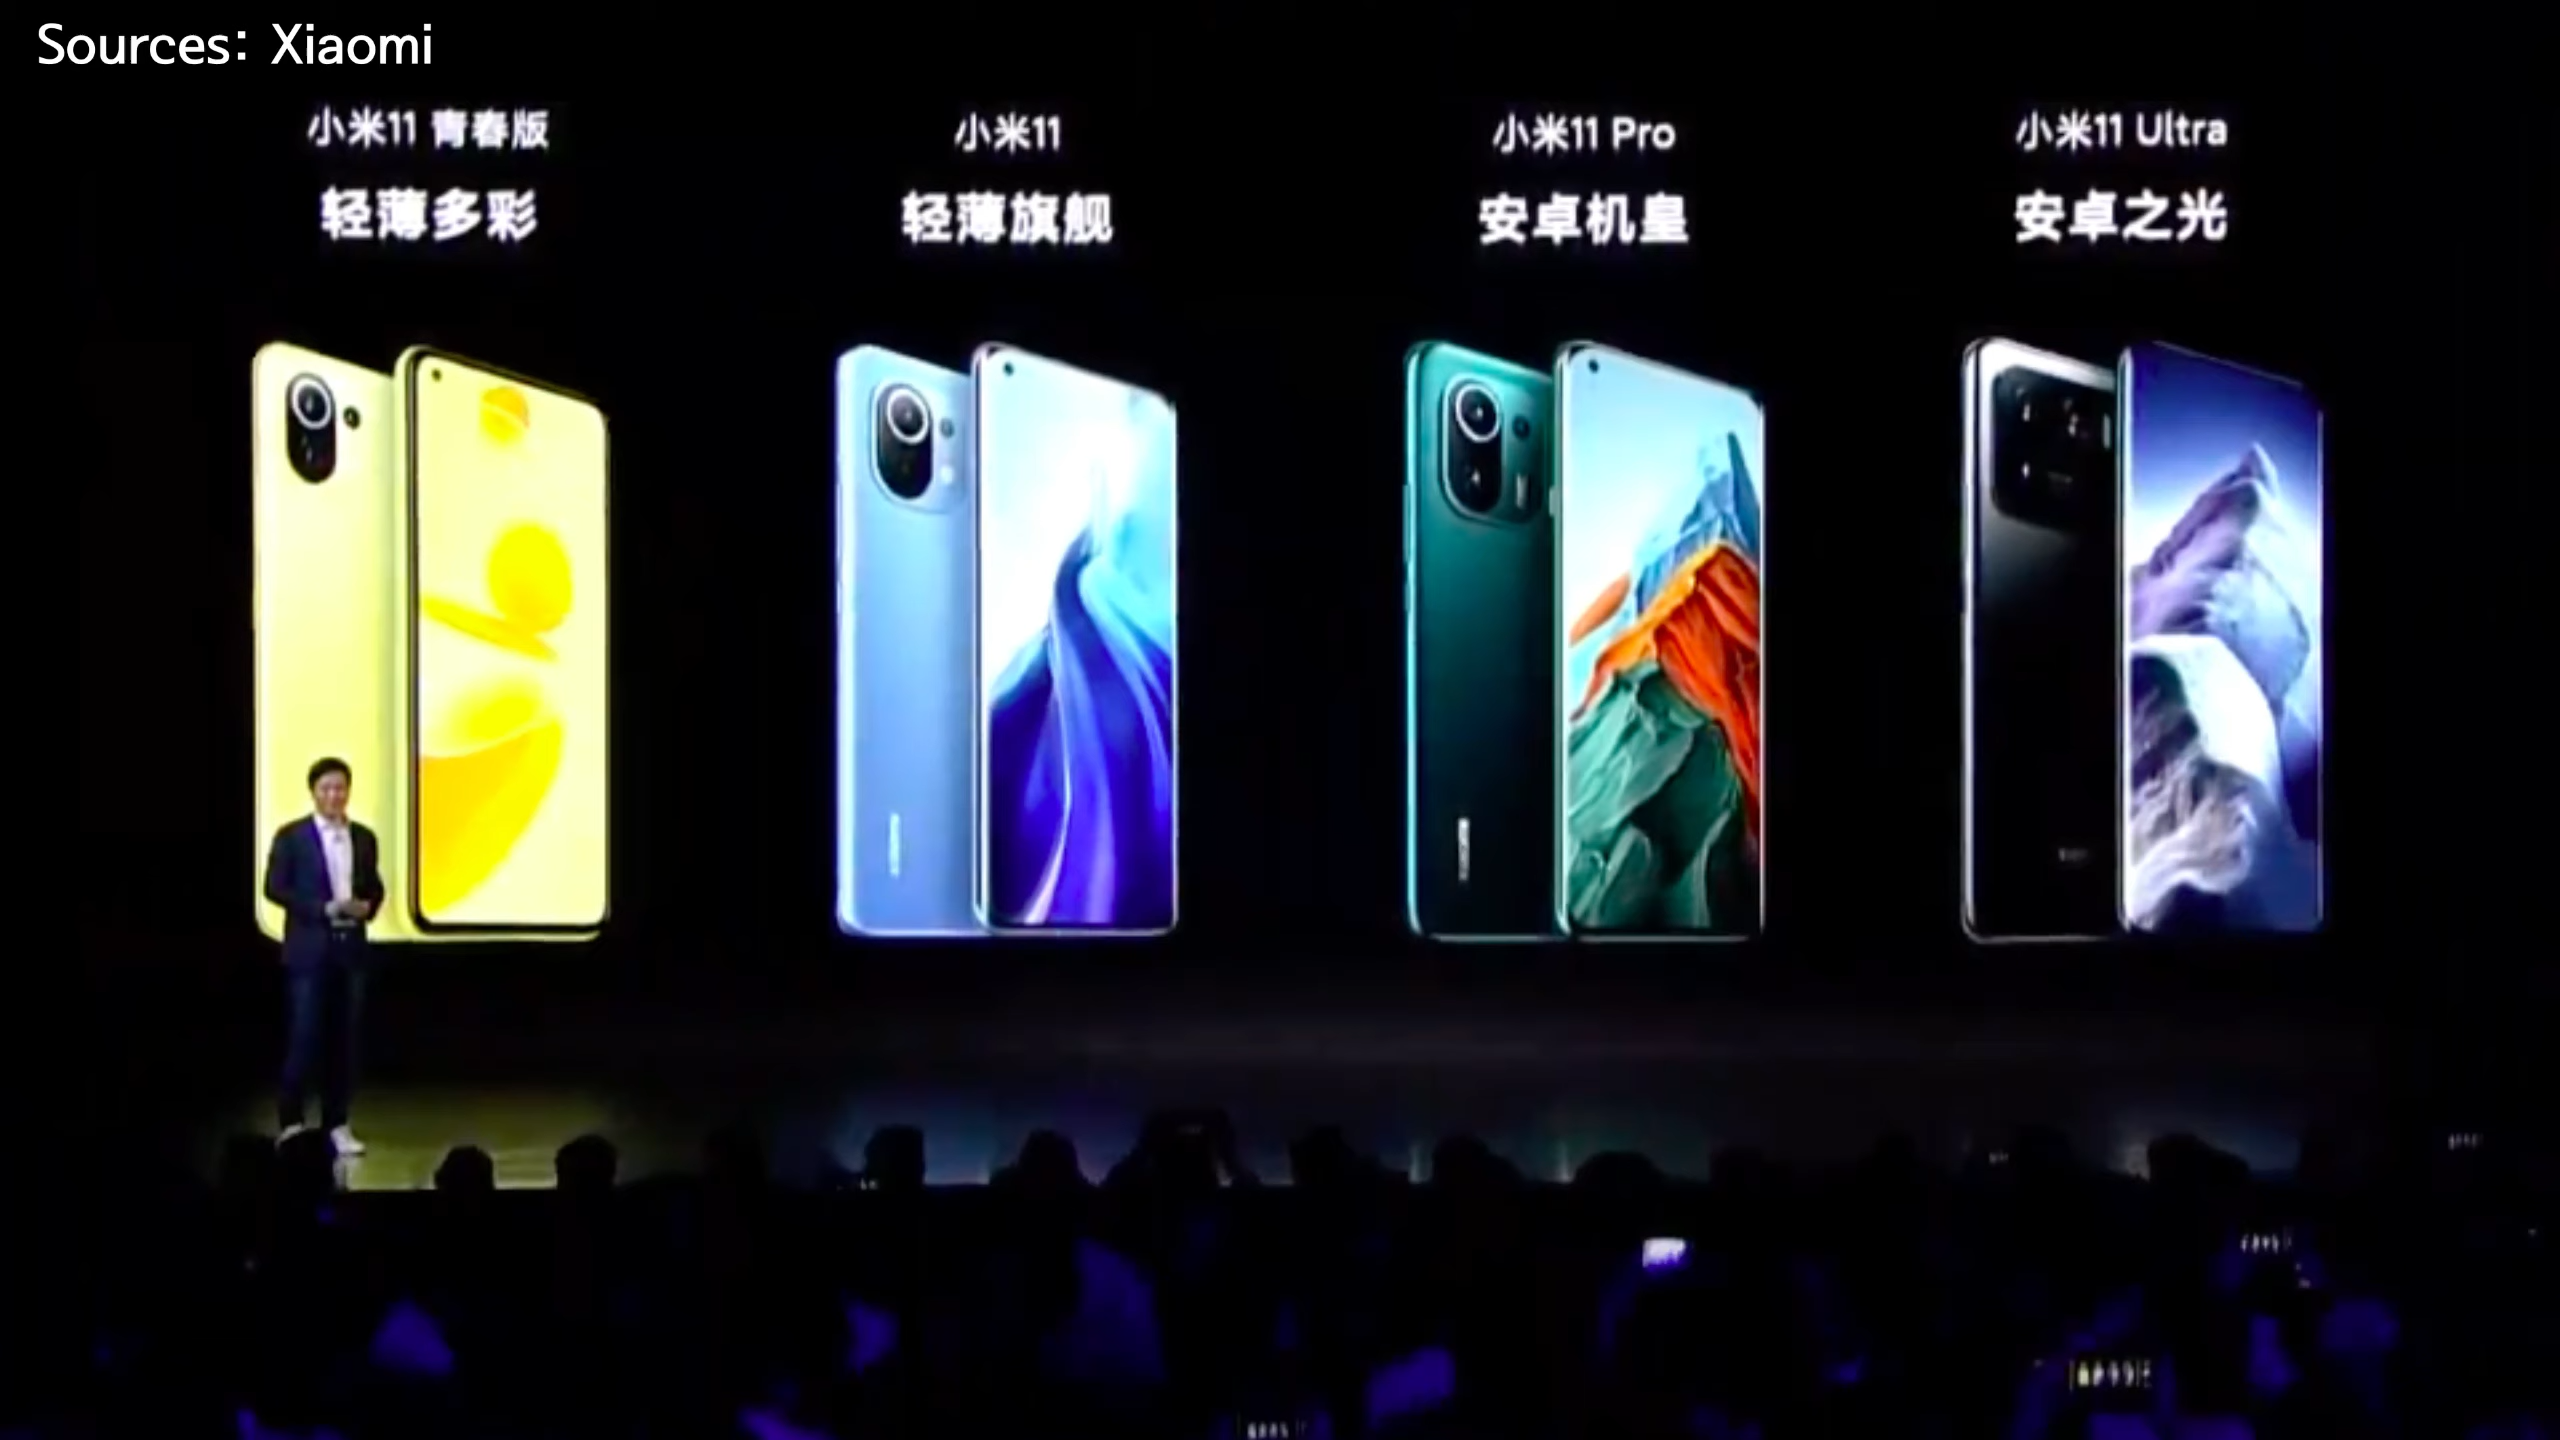 Sources: Xiaomi
小米11 青春版
轻薄多彩
小米11
轻薄旗舰
小米11 Pro
安卓机皇
小米11 Ultra
安卓之光